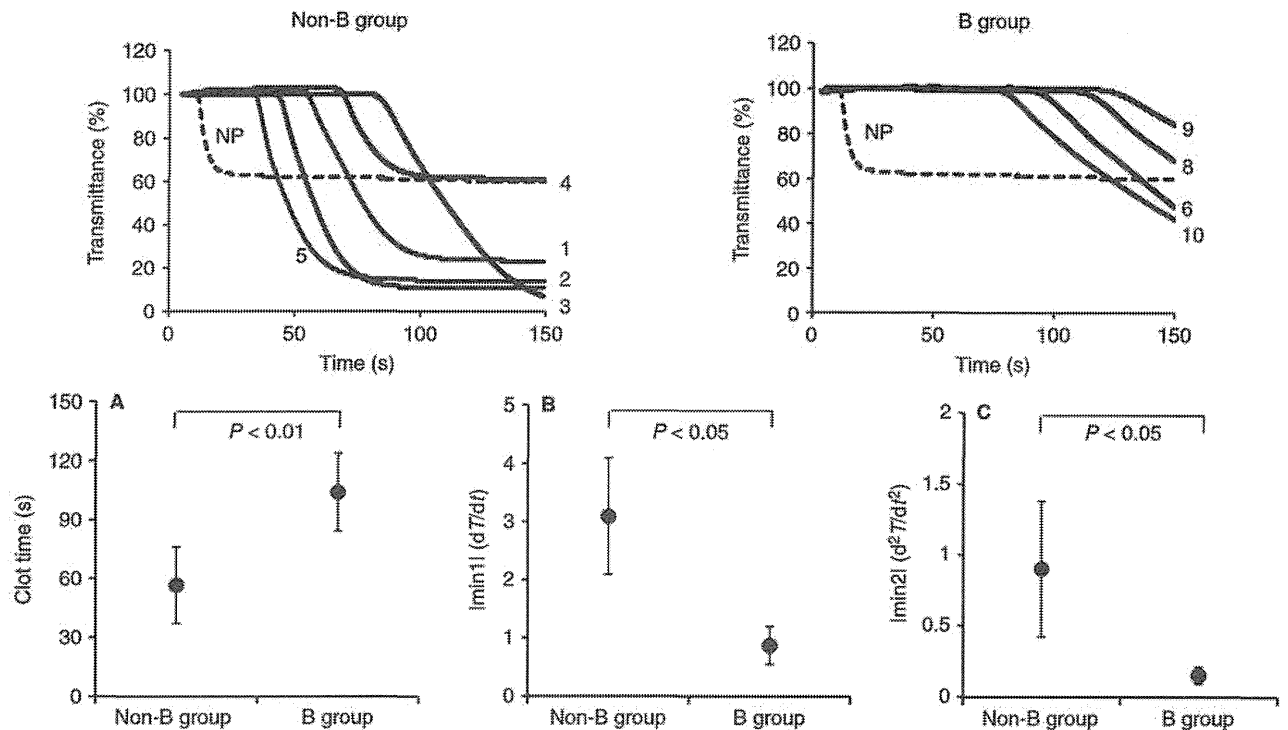 Non-B group
120
100
80
60
40
20
0
Transmittance (%)
NP
5
4
1
2
3
0
50
100
150
Time (s)
B group
120
100
80
60
40
20
0
Transmittance (%)
NP
9
8
6
10
0
50
100
150
Time (s)
A
150
120
90
60
30
0
Clot time (s)
P < 0.01
Non-B group
B group
B
5
4
3
2
1
0
|min1| (dT/dt)
P < 0.05
Non-B group
B group
C
2
1.5
1
0.5
0
|min2| (d²T/dt²)
P < 0.05
Non-B group
B group